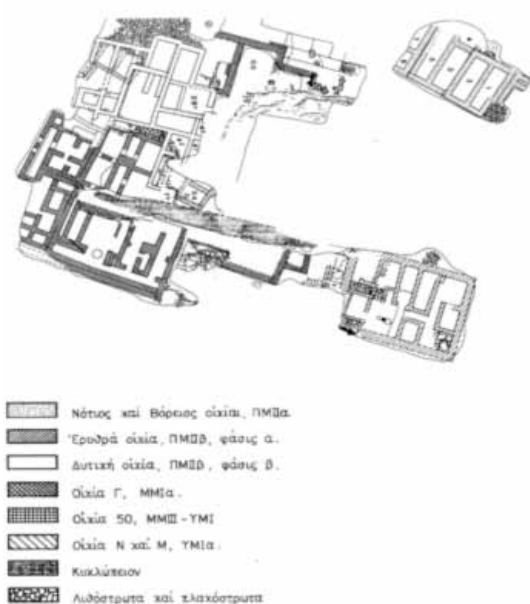 Νότιος καὶ Βόρειος οἰκίαι, ΠΜΙΙα.
Ἐρυθρὰ οἰκία, ΠΜΙΙβ, φάσις α.
Δυτικὴ οἰκία, ΠΜΙΙβ, φάσις β.
Οἰκία Γ, ΜΜΙα.
Οἰκία 50, ΜΜΙΙΙ-ΥΜΙ
Οἰκία Ν καὶ Μ, ΥΜΙα.
Κυκλώπειον
Λιθόστρωτα καὶ πλακόστρωτα